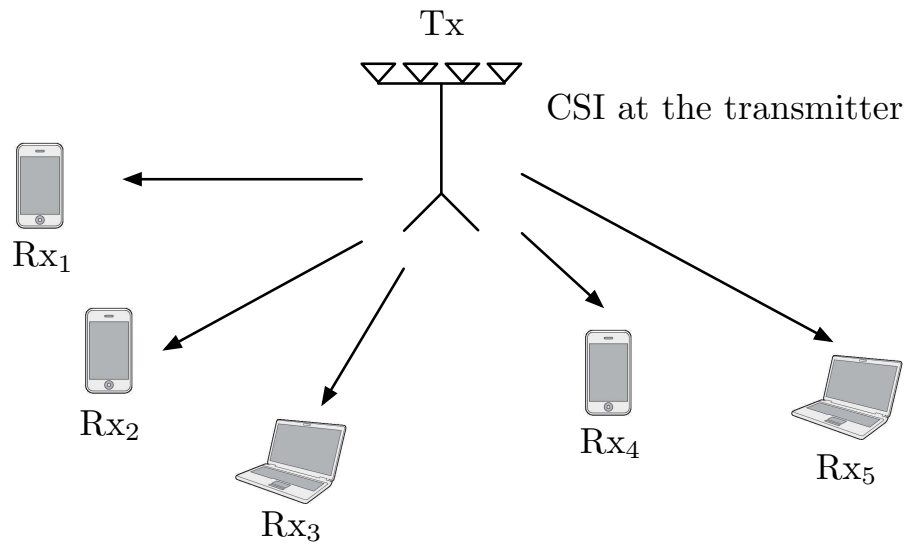 Tx
CSI at the transmitter
Rx₁
Rx₂
Rx₃
Rx₄
Rx₅